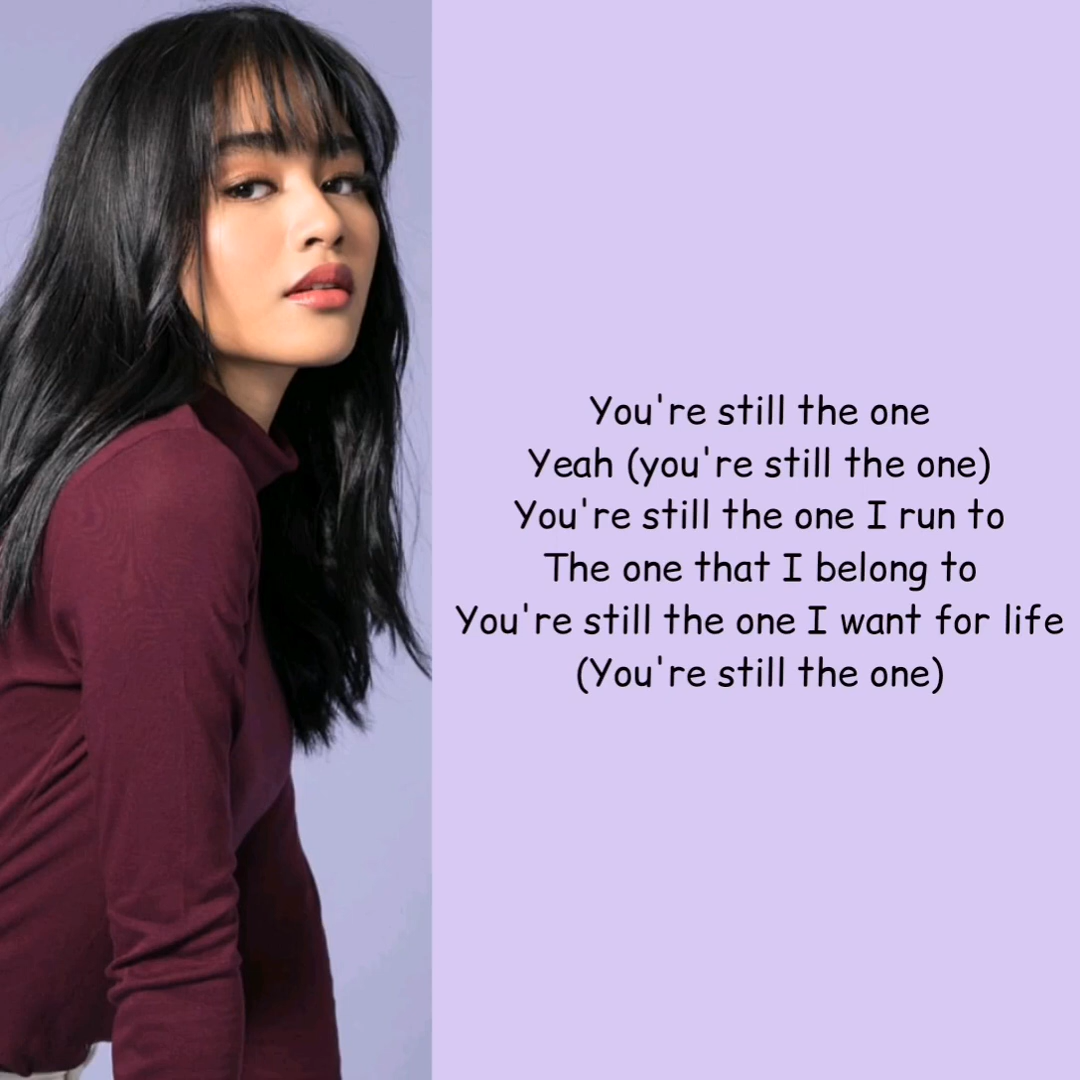 You're still the one
Yeah (you're still the one)
You're still the one I run to
The one that I belong to
You're still the one I want for life
(You're still the one)